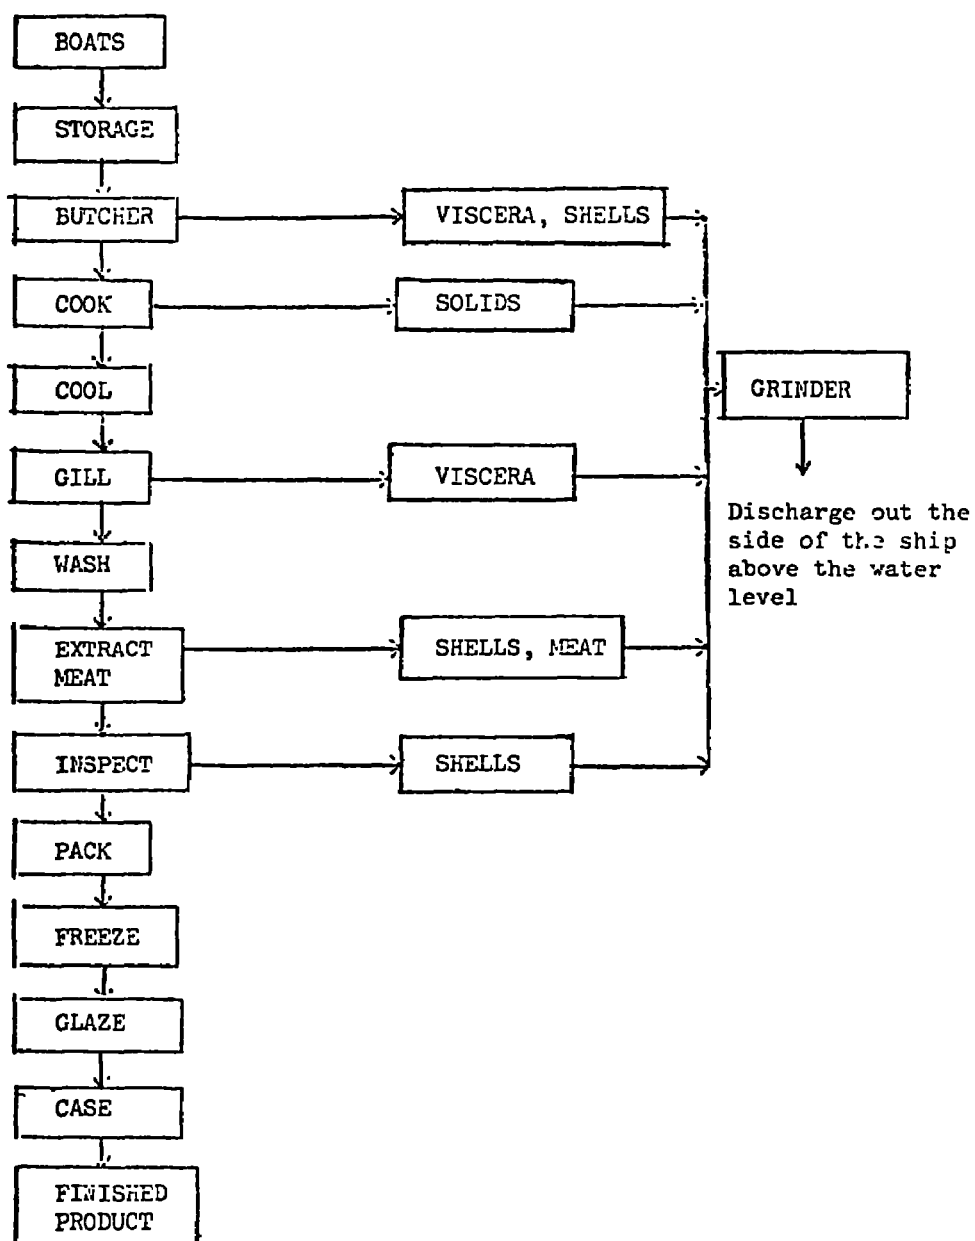 BOATS
STORAGE
BUTCHER
VISCERA, SHELLS
COOK
SOLIDS
COOL
GRINDER
GILL
VISCERA
Discharge out the
side of the ship
above the water
level
WASH
EXTRACT
MEAT
SHELLS, MEAT
INSPECT
SHELLS
PACK
FREEZE
GLAZE
CASE
FINISHED
PRODUCT